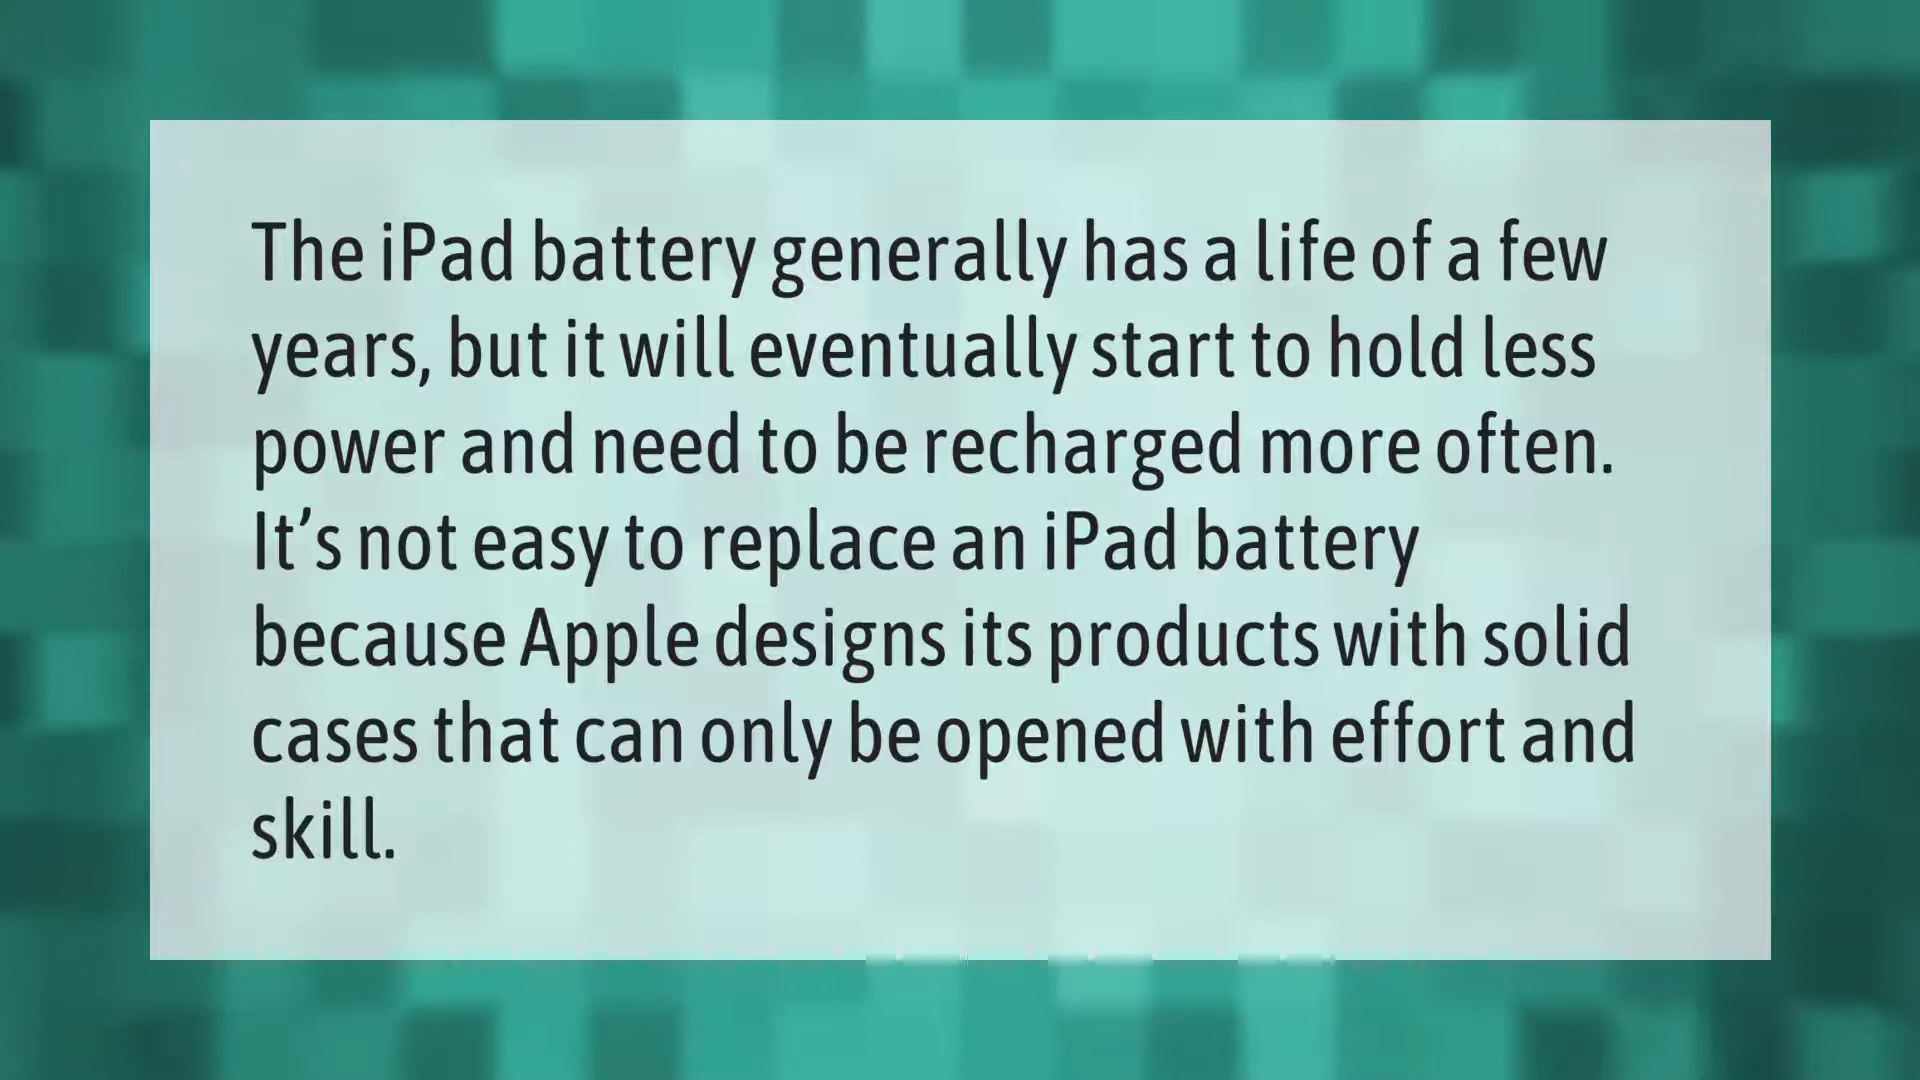 The iPad battery generally has a life of a few
years, but it will eventually start to hold less
power and need to be recharged more often.
It’s not easy to replace an iPad battery
because Apple designs its products with solid
cases that can only be opened with effort and
skill.